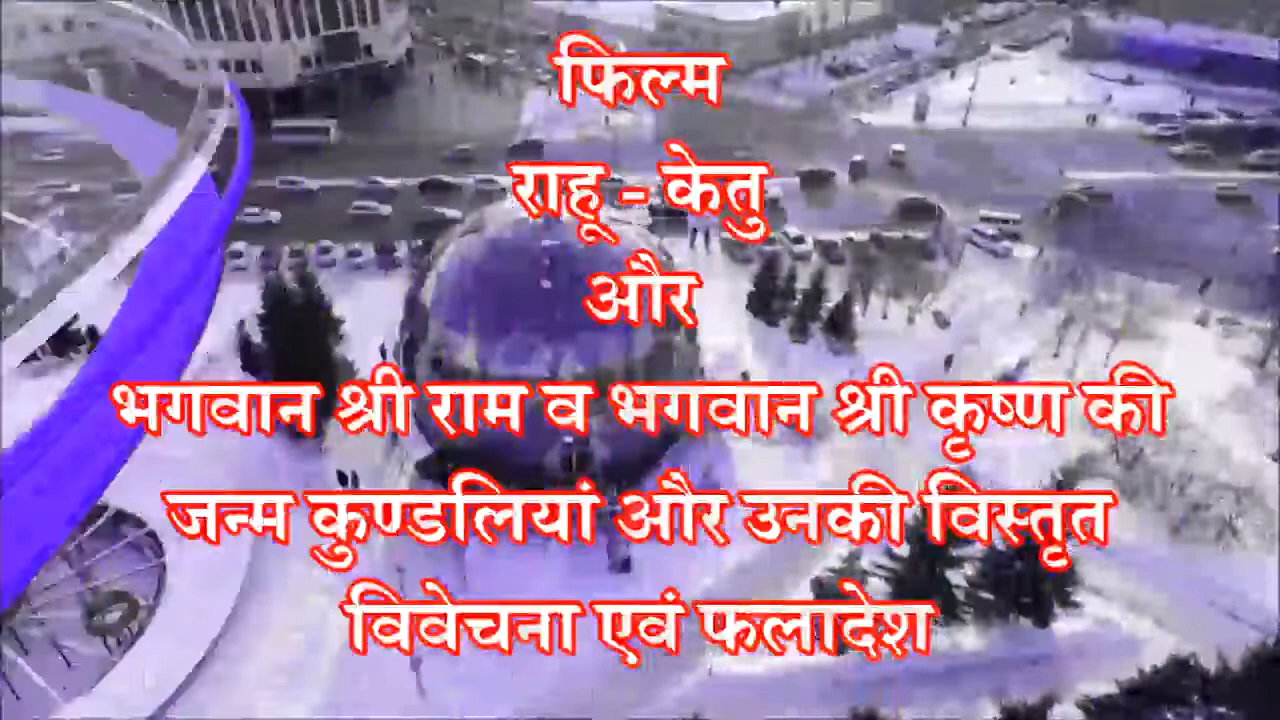 फिल्म
राहू - केतु
और
भगवान श्री राम व भगवान श्री कृष्ण की
जन्म कुण्डलियां और उनकी विस्तृत
विवेचना एवं फलादेश